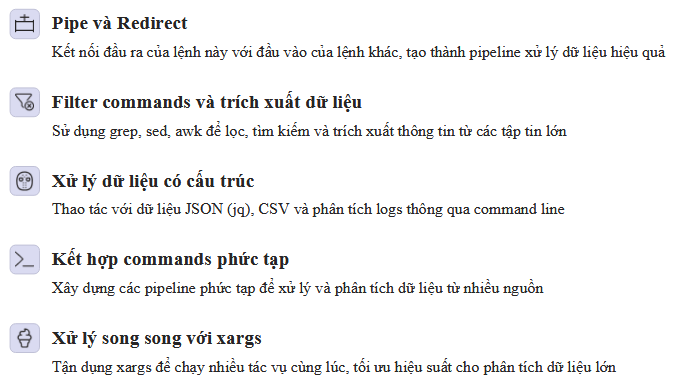 Pipe và Redirect
Kết nối đầu ra của lệnh này với đầu vào của lệnh khác, tạo thành pipeline xử lý dữ liệu hiệu quả
Filter commands và trích xuất dữ liệu
Sử dụng grep, sed, awk để lọc, tìm kiếm và trích xuất thông tin từ các tập tin lớn
Xử lý dữ liệu có cấu trúc
Thao tác với dữ liệu JSON (jq), CSV và phân tích logs thông qua command line
Kết hợp commands phức tạp
Xây dựng các pipeline phức tạp để xử lý và phân tích dữ liệu từ nhiều nguồn
Xử lý song song với xargs
Tận dụng xargs để chạy nhiều tác vụ cùng lúc, tối ưu hiệu suất cho phân tích dữ liệu lớn